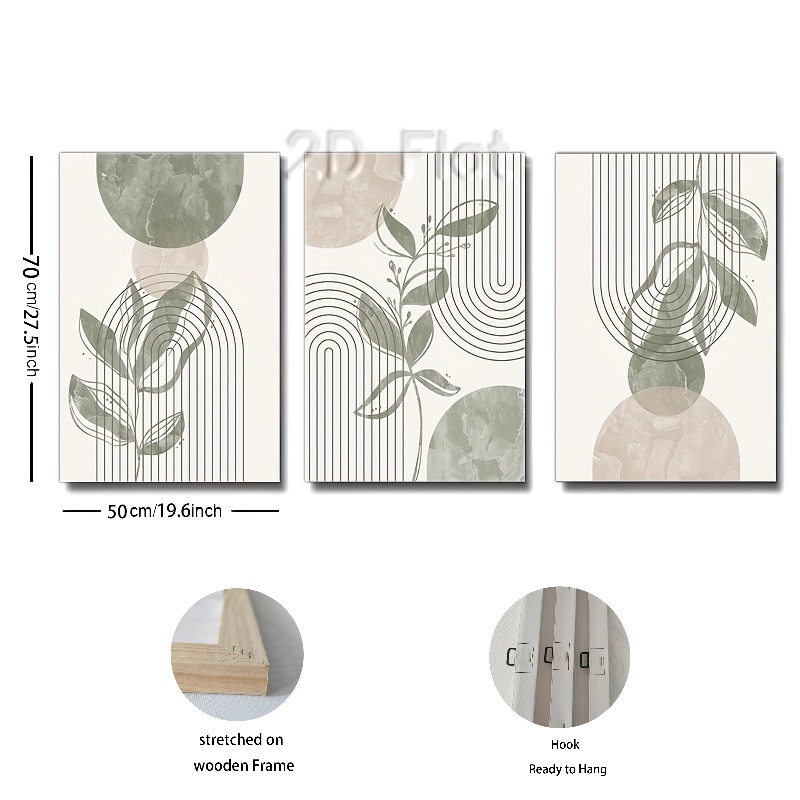 2D Flat
70 cm/27.5inch
50cm/19.6inch
stretched on
wooden Frame
Hook
Ready to Hang